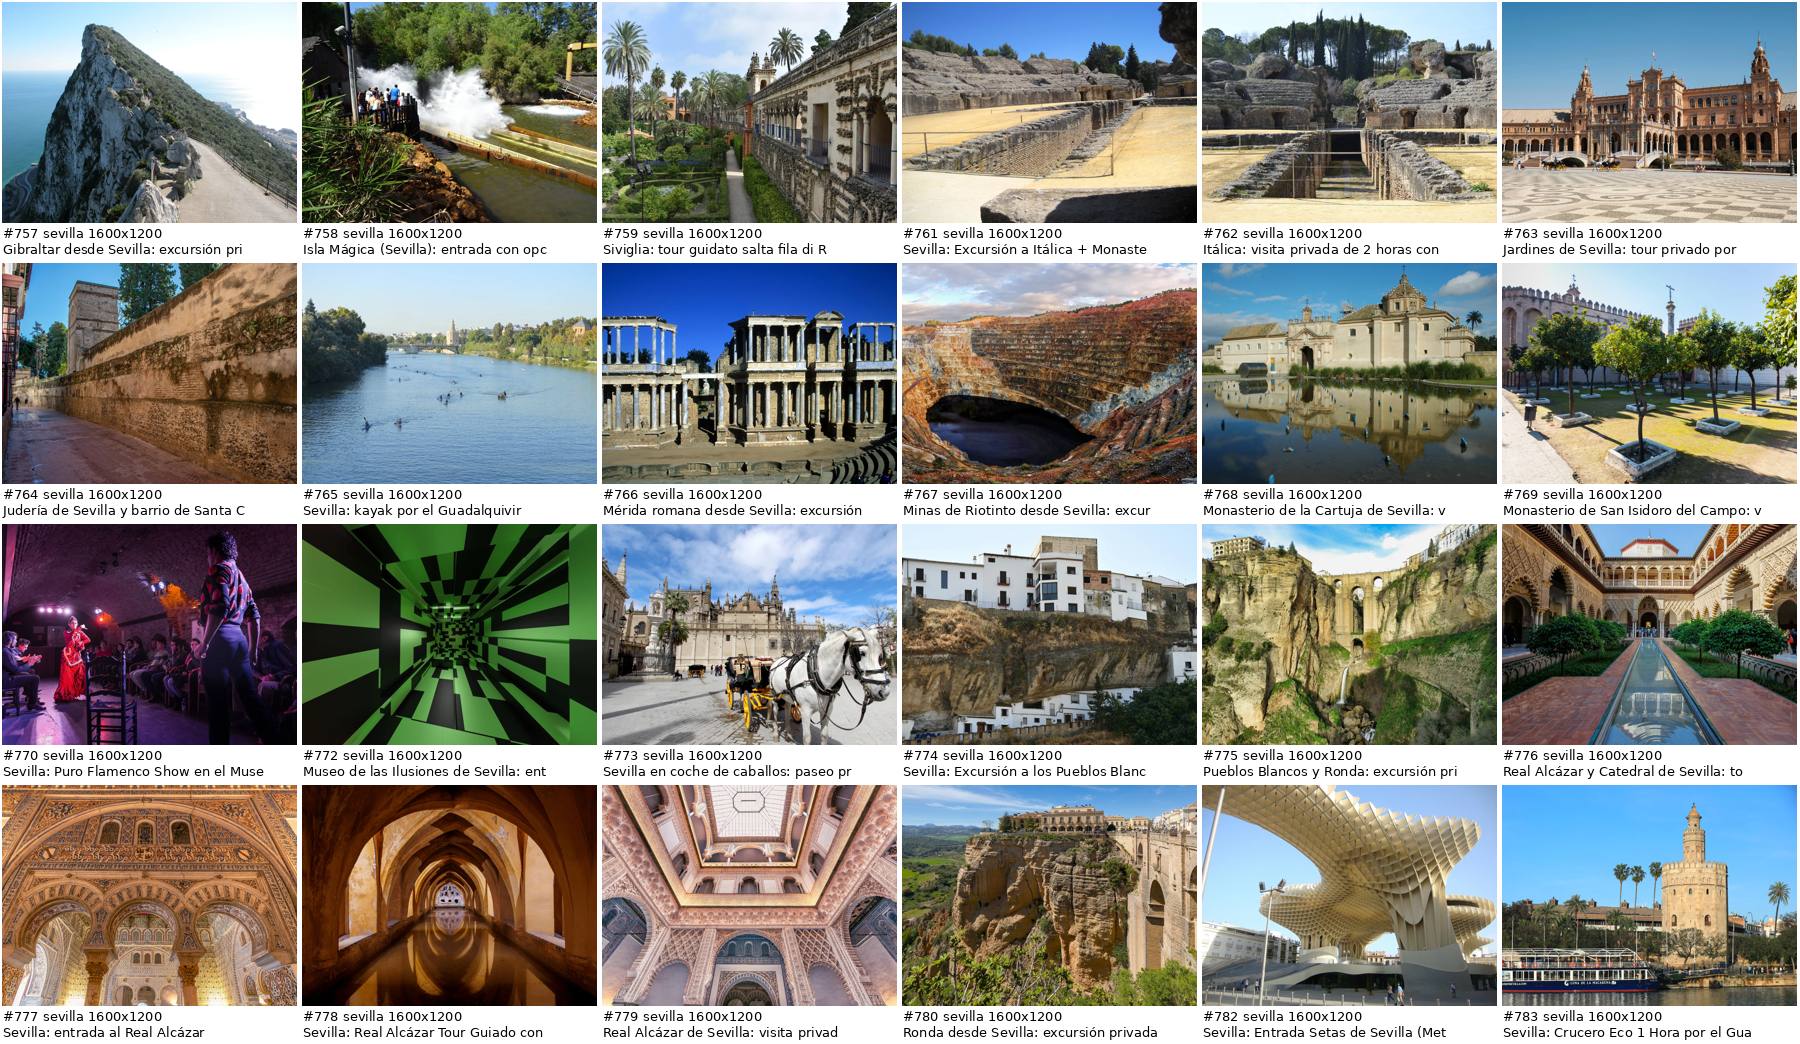 #757 sevilla 1600x1200
Gibraltar desde Sevilla: excursión pri
#758 sevilla 1600x1200
Isla Mágica (Sevilla): entrada con opc
#759 sevilla 1600x1200
Siviglia: tour guidato salta fila di R
#761 sevilla 1600x1200
Sevilla: Excursión a Itálica + Monaste
#762 sevilla 1600x1200
Itálica: visita privada de 2 horas con
#763 sevilla 1600x1200
Jardines de Sevilla: tour privado por
#764 sevilla 1600x1200
Judería de Sevilla y barrio de Santa C
#765 sevilla 1600x1200
Sevilla: kayak por el Guadalquivir
#766 sevilla 1600x1200
Mérida romana desde Sevilla: excursión
#767 sevilla 1600x1200
Minas de Riotinto desde Sevilla: excur
#768 sevilla 1600x1200
Monasterio de la Cartuja de Sevilla: v
#769 sevilla 1600x1200
Monasterio de San Isidoro del Campo: v
#770 sevilla 1600x1200
Sevilla: Puro Flamenco Show en el Muse
#772 sevilla 1600x1200
Museo de las Ilusiones de Sevilla: ent
#773 sevilla 1600x1200
Sevilla en coche de caballos: paseo pr
#774 sevilla 1600x1200
Sevilla: Excursión a los Pueblos Blanc
#775 sevilla 1600x1200
Pueblos Blancos y Ronda: excursión pri
#776 sevilla 1600x1200
Real Alcázar y Catedral de Sevilla: to
#777 sevilla 1600x1200
Sevilla: entrada al Real Alcázar
#778 sevilla 1600x1200
Sevilla: Real Alcázar Tour Guiado con
#779 sevilla 1600x1200
Real Alcázar de Sevilla: visita privad
#780 sevilla 1600x1200
Ronda desde Sevilla: excursión privada
#782 sevilla 1600x1200
Sevilla: Entrada Setas de Sevilla (Met
#783 sevilla 1600x1200
Sevilla: Crucero Eco 1 Hora por el Gua